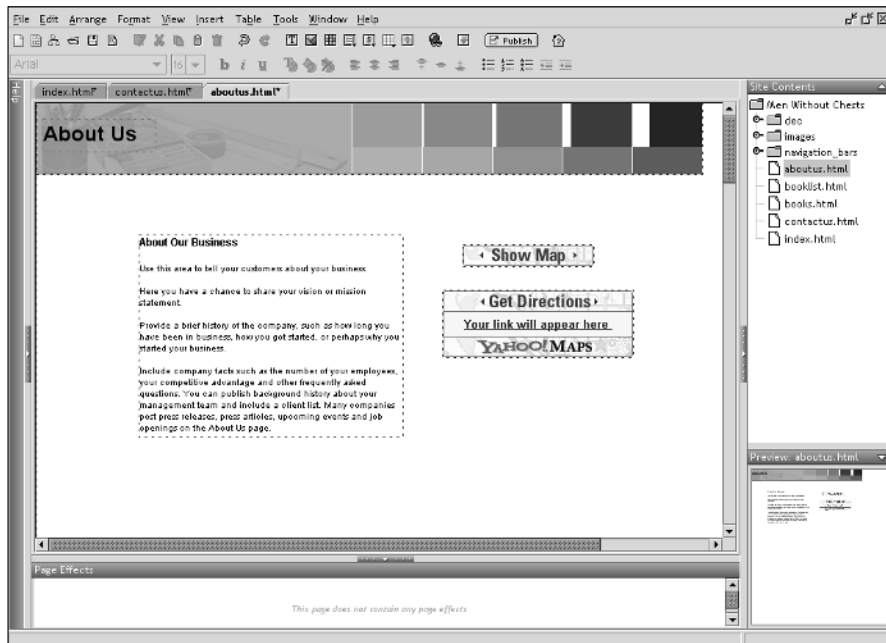 File Edit Arrange Format View Insert Table Tools Window Help
Publish
Arial 16 b i u
Help
index.html* contactus.html* aboutus.html*
About Us
About Our Business
Use this area to tell your customers about your business.
Here you have a chance to share your vision or mission
statement.
Provide a brief history of the company, such as how long you
have been in business, how you got started, or perhaps why you
started your business.
Include company facts such as the number of your employees,
your competitive advantage and other frequently asked
questions. You can publish background history about your
management team and include a client list. Many companies
post press releases, press articles, upcoming events and job
openings on the About Us page.
Show Map
Get Directions
Your link will appear here
YAHOO! MAPS
Site Contents
Men Without Chests
doc
images
navigation_bars
aboutus.html
booklist.html
books.html
contactus.html
index.html
Preview: aboutus.html
Page Effects
This page does not contain any page effects